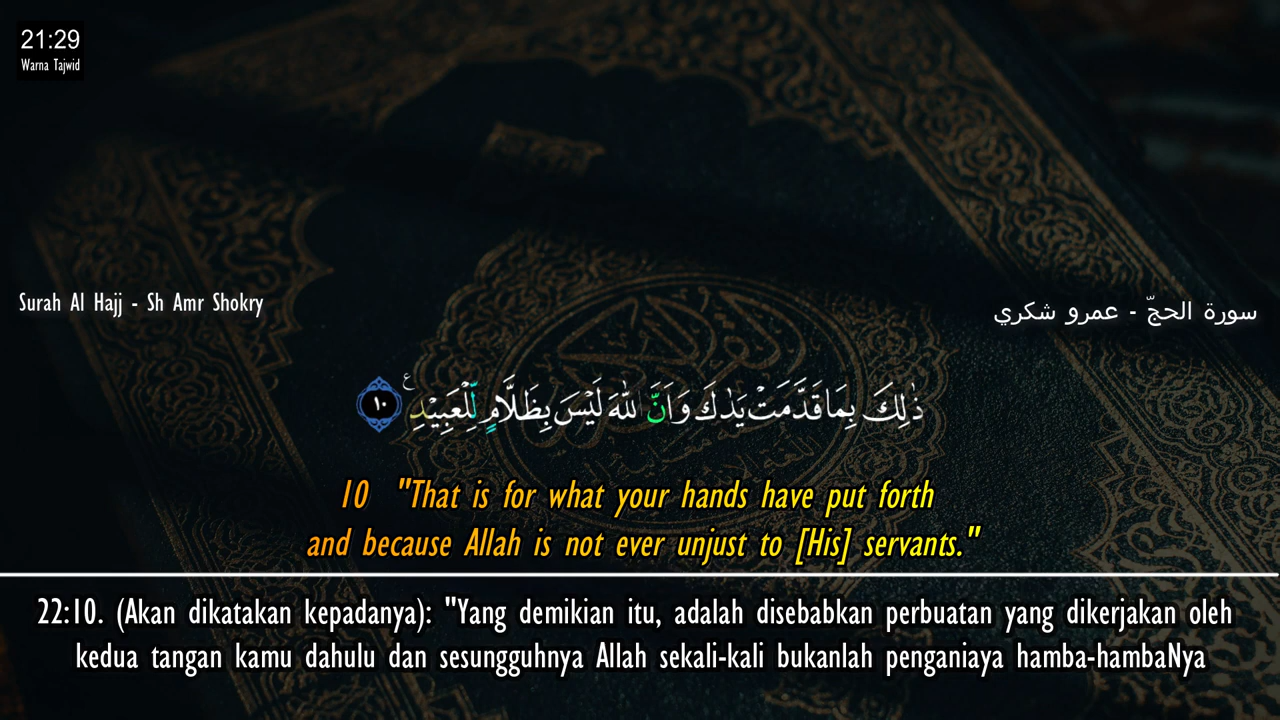 21:29
Warna Tajwid
Surah Al Hajj - Sh Amr Shokry
سورة الحجّ - عمرو شكري
ذٰلِكَ بِمَا قَدَّمَتْ يَدٰكَ وَاَنَّ للّٰهَ لَيْسَ بِظَلَّامٍ لِّلْعَبِيْدِ ࣖ ١٠
10 "That is for what your hands have put forth
and because Allah is not ever unjust to [His] servants."
22:10. (Akan dikatakan kepadanya): "Yang demikian itu, adalah disebabkan perbuatan yang dikerjakan oleh
kedua tangan kamu dahulu dan sesungguhnya Allah sekali-kali bukanlah penganiaya hamba-hambaNya